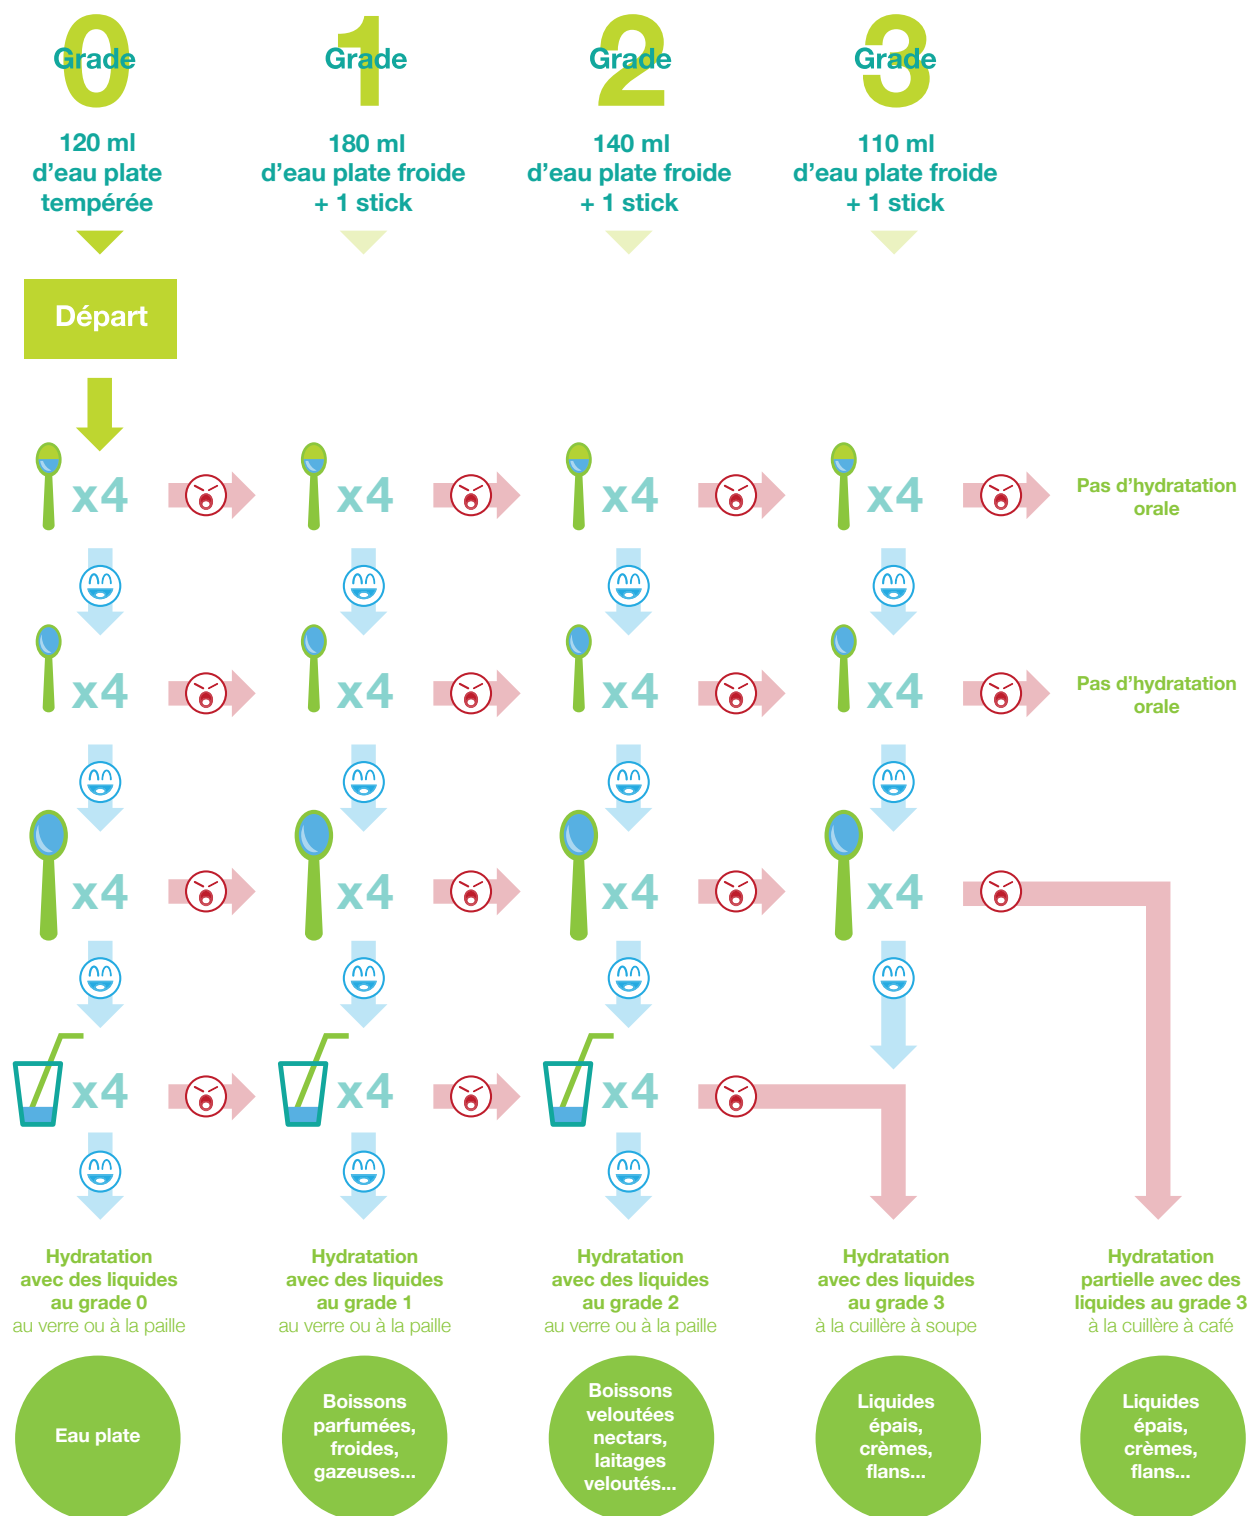 0 1 2 3
Grade Grade Grade Grade
120 ml
d’eau plate
tempérée
180 ml
d’eau plate froide
+ 1 stick
140 ml
d’eau plate froide
+ 1 stick
110 ml
d’eau plate froide
+ 1 stick
Départ
x4 x4 x4 x4
Pas d’hydratation
orale
x4 x4 x4 x4
Pas d’hydratation
orale
x4 x4 x4 x4
x4 x4 x4
Hydratation
avec des liquides
au grade 0
au verre ou à la paille
Hydratation
avec des liquides
au grade 1
au verre ou à la paille
Hydratation
avec des liquides
au grade 2
au verre ou à la paille
Hydratation
avec des liquides
au grade 3
à la cuillère à soupe
Hydratation
partielle avec des
liquides au grade 3
à la cuillère à café
Eau plate
Boissons
parfumées,
froides,
gazeuses...
Boissons
veloutées
nectars,
laitages
veloutés...
Liquides
épais,
crèmes,
flans...
Liquides
épais,
crèmes,
flans...